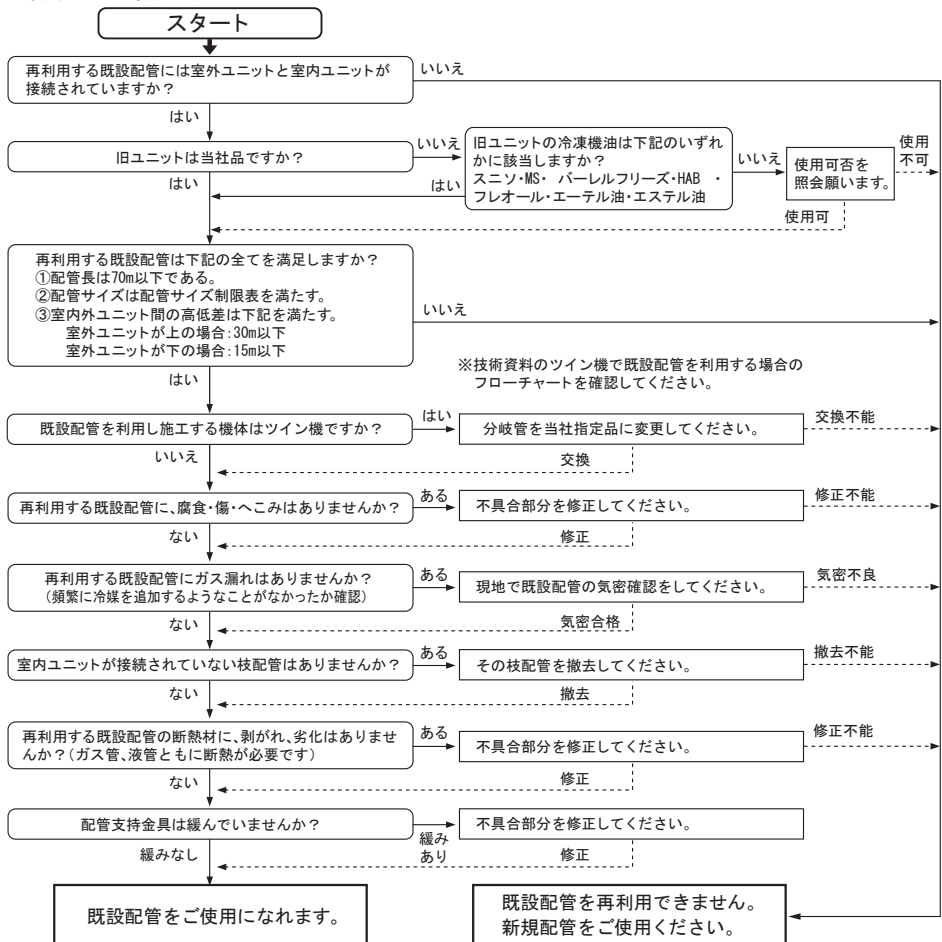 スタート
再利用する既設配管には室外ユニットと室内ユニットが
接続されていますか？
いいえ
はい
旧ユニットは当社品ですか？
いいえ
はい
旧ユニットの冷凍機油は下記のいずれ
かに該当しますか？
スニソ・MS・ バーレルフリーズ・HAB ・
フレオール・エーテル油・エステル油
はい
いいえ
使用可否を
照会願います。
使用
不可
使用可
再利用する既設配管は下記の全てを満足しますか？
①配管長は70m以下である。
②配管サイズは配管サイズ制限表を満たす。
③室内外ユニット間の高低差は下記を満たす。
室外ユニットが上の場合：30m以下
室外ユニットが下の場合：15m以下
いいえ
はい
※技術資料のツイン機で既設配管を利用する場合の
フローチャートを確認してください。
既設配管を利用し施工する機体はツイン機ですか？
はい
分岐管を当社指定品に変更してください。
交換不能
いいえ
交換
再利用する既設配管に、腐食・傷・へこみはありませんか？
ある
不具合部分を修正してください。
修正不能
ない
修正
再利用する既設配管にガス漏れはありませんか？
（頻繁に冷媒を追加するようなことがなかったか確認）
ある
現地で既設配管の気密確認をしてください。
気密不良
ない
気密合格
室内ユニットが接続されていない枝配管はありませんか？
ある
その枝配管を撤去してください。
撤去不能
ない
撤去
再利用する既設配管の断熱材に、剥がれ、劣化はありませ
んか？（ガス管、液管ともに断熱が必要です）
ある
不具合部分を修正してください。
修正不能
ない
修正
配管支持金具は緩んでいませんか？
緩み
あり
不具合部分を修正してください。
緩みなし
修正
既設配管をご使用になれます。
既設配管を再利用できません。
新規配管をご使用ください。